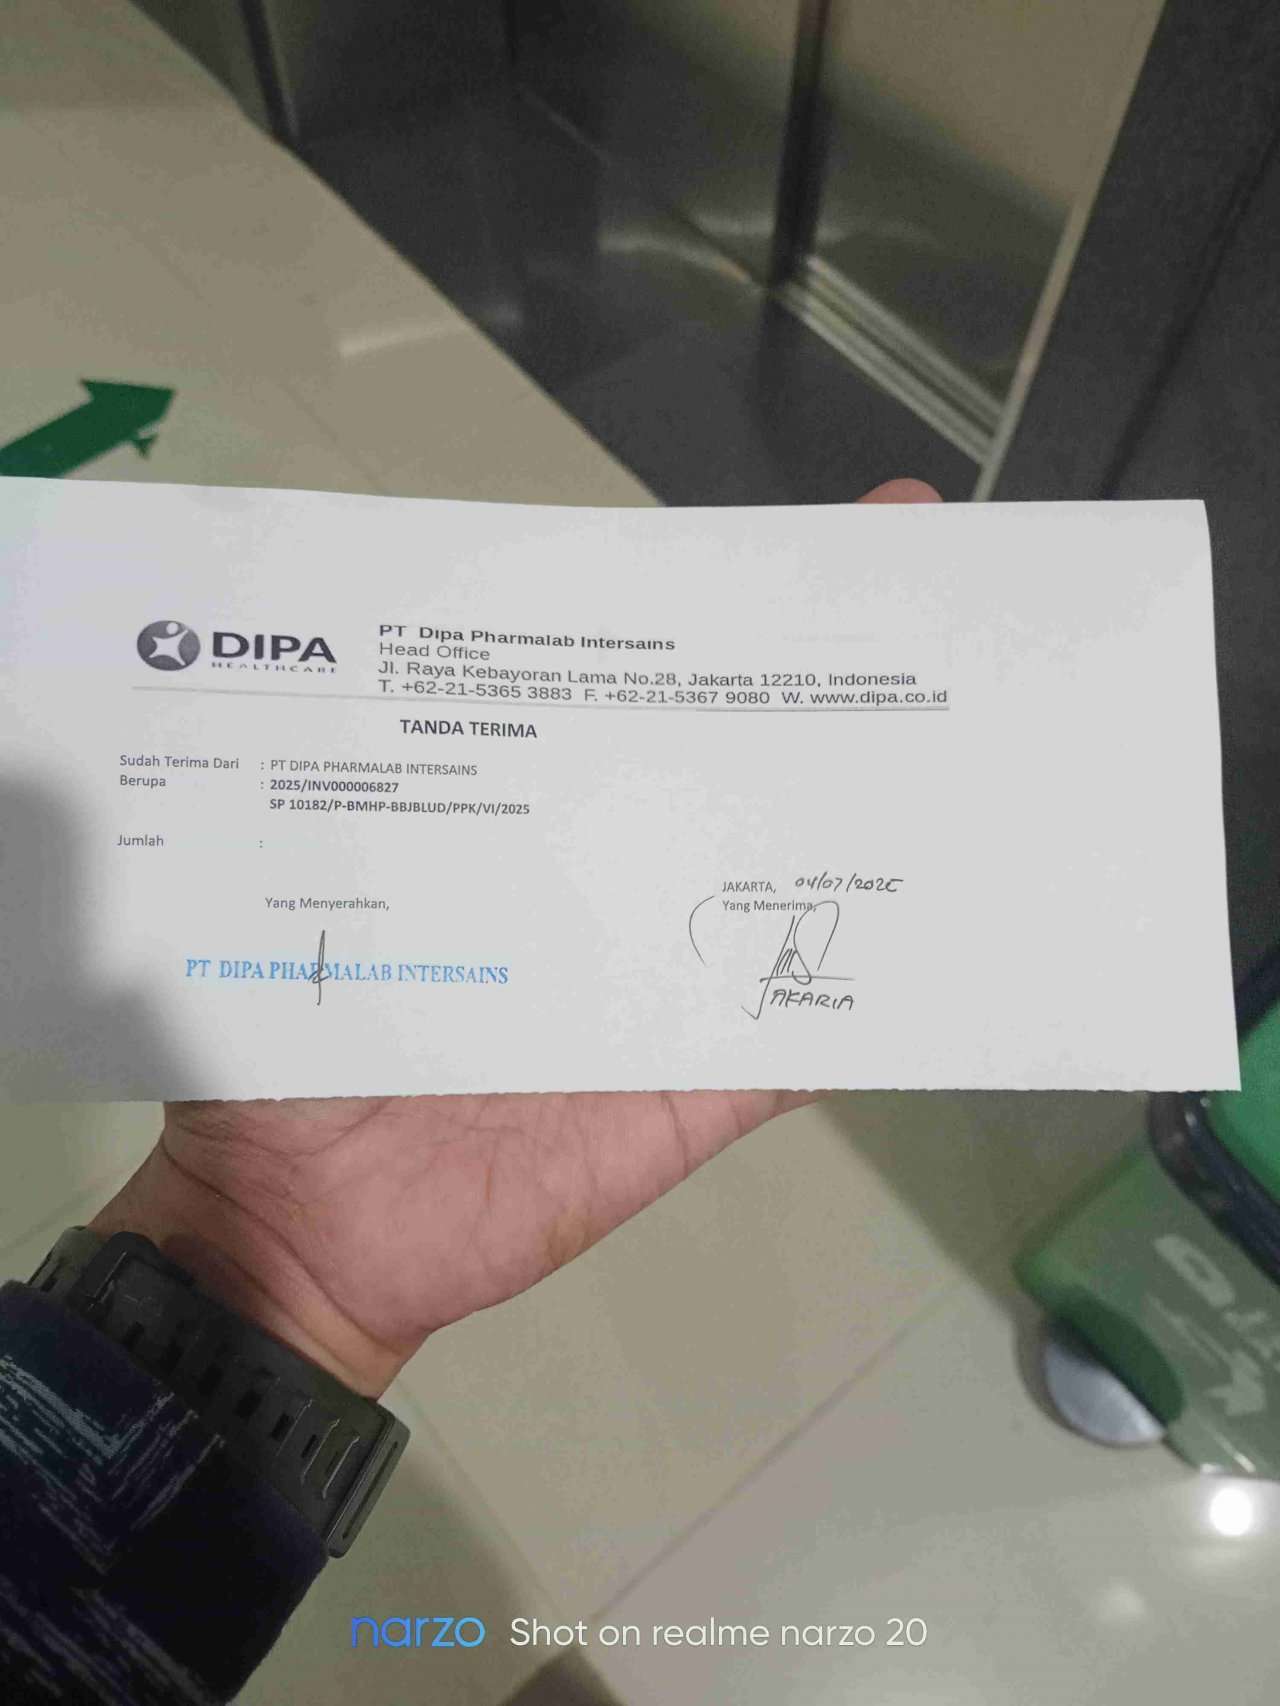 DIPA
HEALTHCARE
PT Dipa Pharmalab Intersains
Head Office
Jl. Raya Kebayoran Lama No.28, Jakarta 12210, Indonesia
T. +62-21-5365 3883 F. +62-21-5367 9080 W. www.dipa.co.id
TANDA TERIMA
Sudah Terima Dari : PT DIPA PHARMALAB INTERSAINS
Berupa : 2025/INV000006827
SP 10182/P-BMHP-BBJBLUD/PPK/VI/2025
Jumlah :
JAKARTA, 04/07/2025
Yang Menyerahkan,
Yang Menerima,
PT DIPA PHARMALAB INTERSAINS
JAKARIA
narzo Shot on realme narzo 20